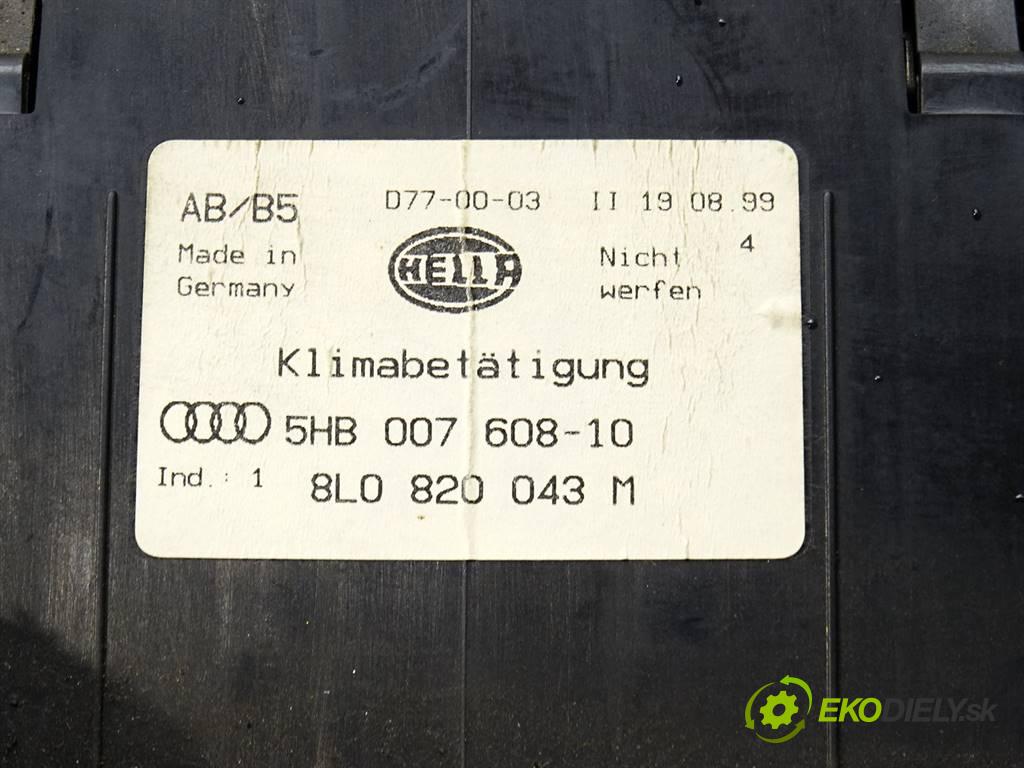 AB/B5 D77-00-03 II 19 08.99
Made in Germany
HELLA
Nicht werfen
4
Klimabetätigung
5HB 007 608-10
Ind.: 1 8L0 820 043 M
EKODIELY.sk